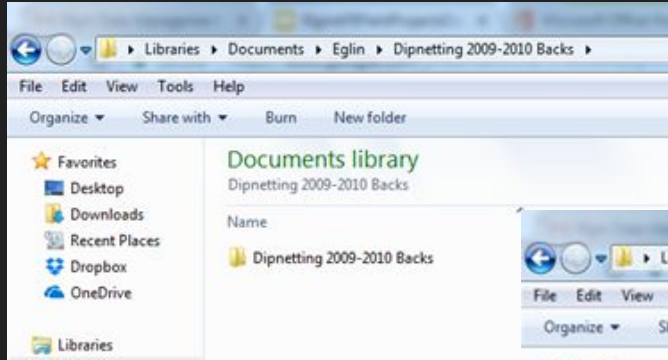 Libraries ▸ Documents ▸ Eglin ▸ Dipnetting 2009-2010 Backs ▸
File Edit View Tools Help
Organize Share with Burn New folder
Favorites
Desktop
Downloads
Recent Places
Dropbox
OneDrive
Libraries
Documents library
Dipnetting 2009-2010 Backs
Name
Dipnetting 2009-2010 Backs
File Edit View
Organize